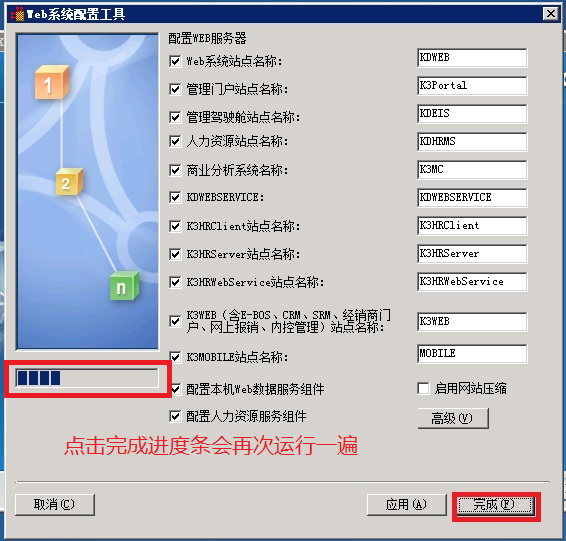 Web系统配置工具
配置WEB服务器
Web系统站点名称: KDWEB
管理门户站点名称: K3Portal
管理驾驶舱站点名称: KDEIS
人力资源站点名称: KDHRMS
商业分析系统名称: K3MC
KDWEBSERVICE: KDWEBSERVICE
K3HRClient站点名称: K3HRClient
K3HRServer站点名称: K3HRServer
K3HRWebService站点名称: K3HRWebService
K3WEB (含E-BOS、CRM、SRM、经销商门
户、网上报销、内控管理) 站点名称: K3WEB
K3MOBILE站点名称: MOBILE
配置本机Web数据服务组件 启用网站压缩
配置人力资源服务组件 高级(V)
1
2
n
点击完成进度条会再次运行一遍
取消(C) 应用(A) 完成(F)